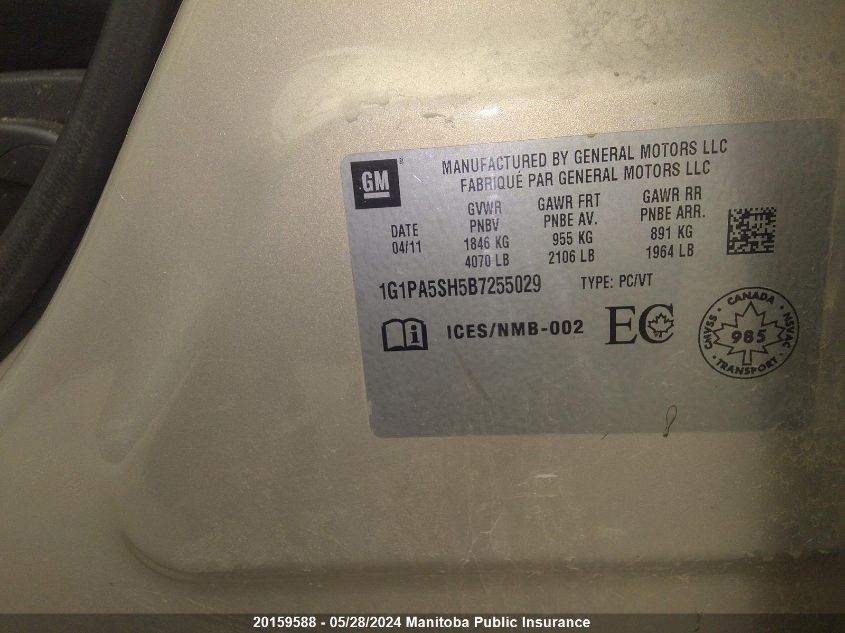 GM ®
MANUFACTURED BY GENERAL MOTORS LLC
FABRIQUÉ PAR GENERAL MOTORS LLC
GVWR GAWR FRT GAWR RR
DATE PNBV PNBE AV. PNBE ARR.
04/11 1846 KG 955 KG 891 KG
4070 LB 2106 LB 1964 LB
1G1PA5SH5B7255029 TYPE: PC/VT
ICES/NMB-002 EC
CANADA
CMVSS 985 NSVAC
TRANSPORT
20159588 - 05/28/2024 Manitoba Public Insurance